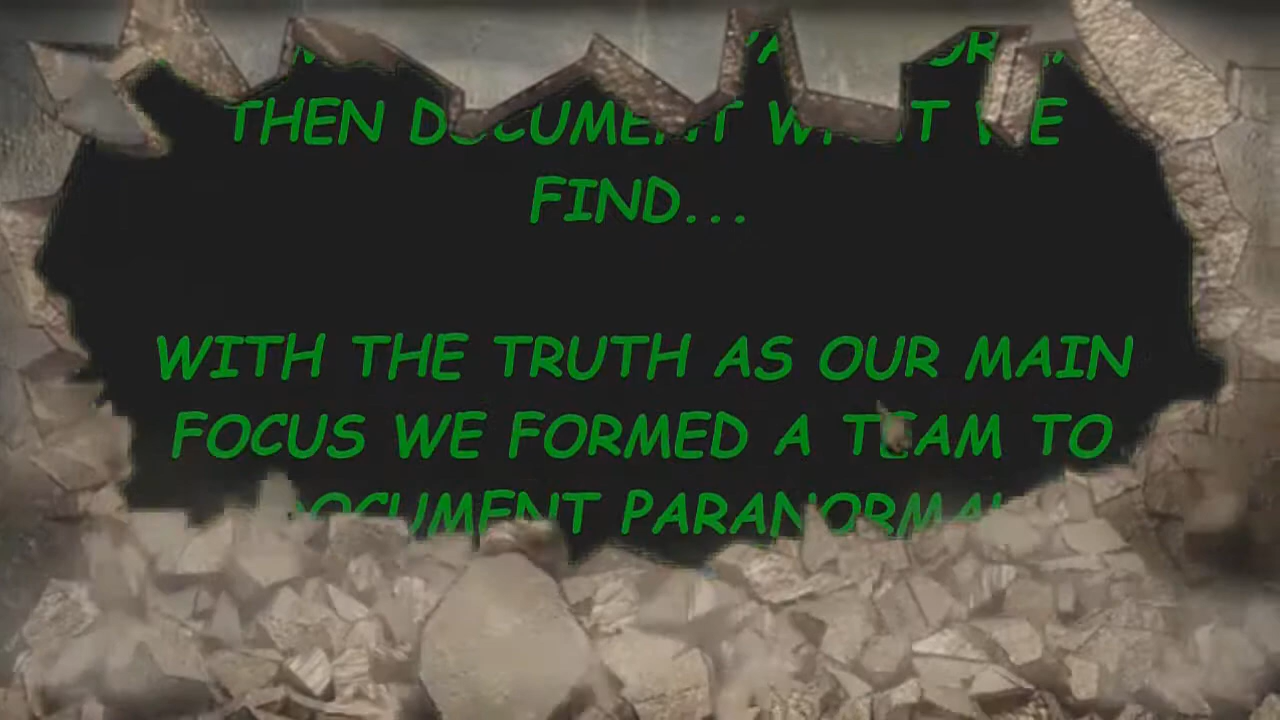 THEN DOCUMENT WHAT WE
FIND...
WITH THE TRUTH AS OUR MAIN
FOCUS WE FORMED A TEAM TO
DOCUMENT PARANORMAL